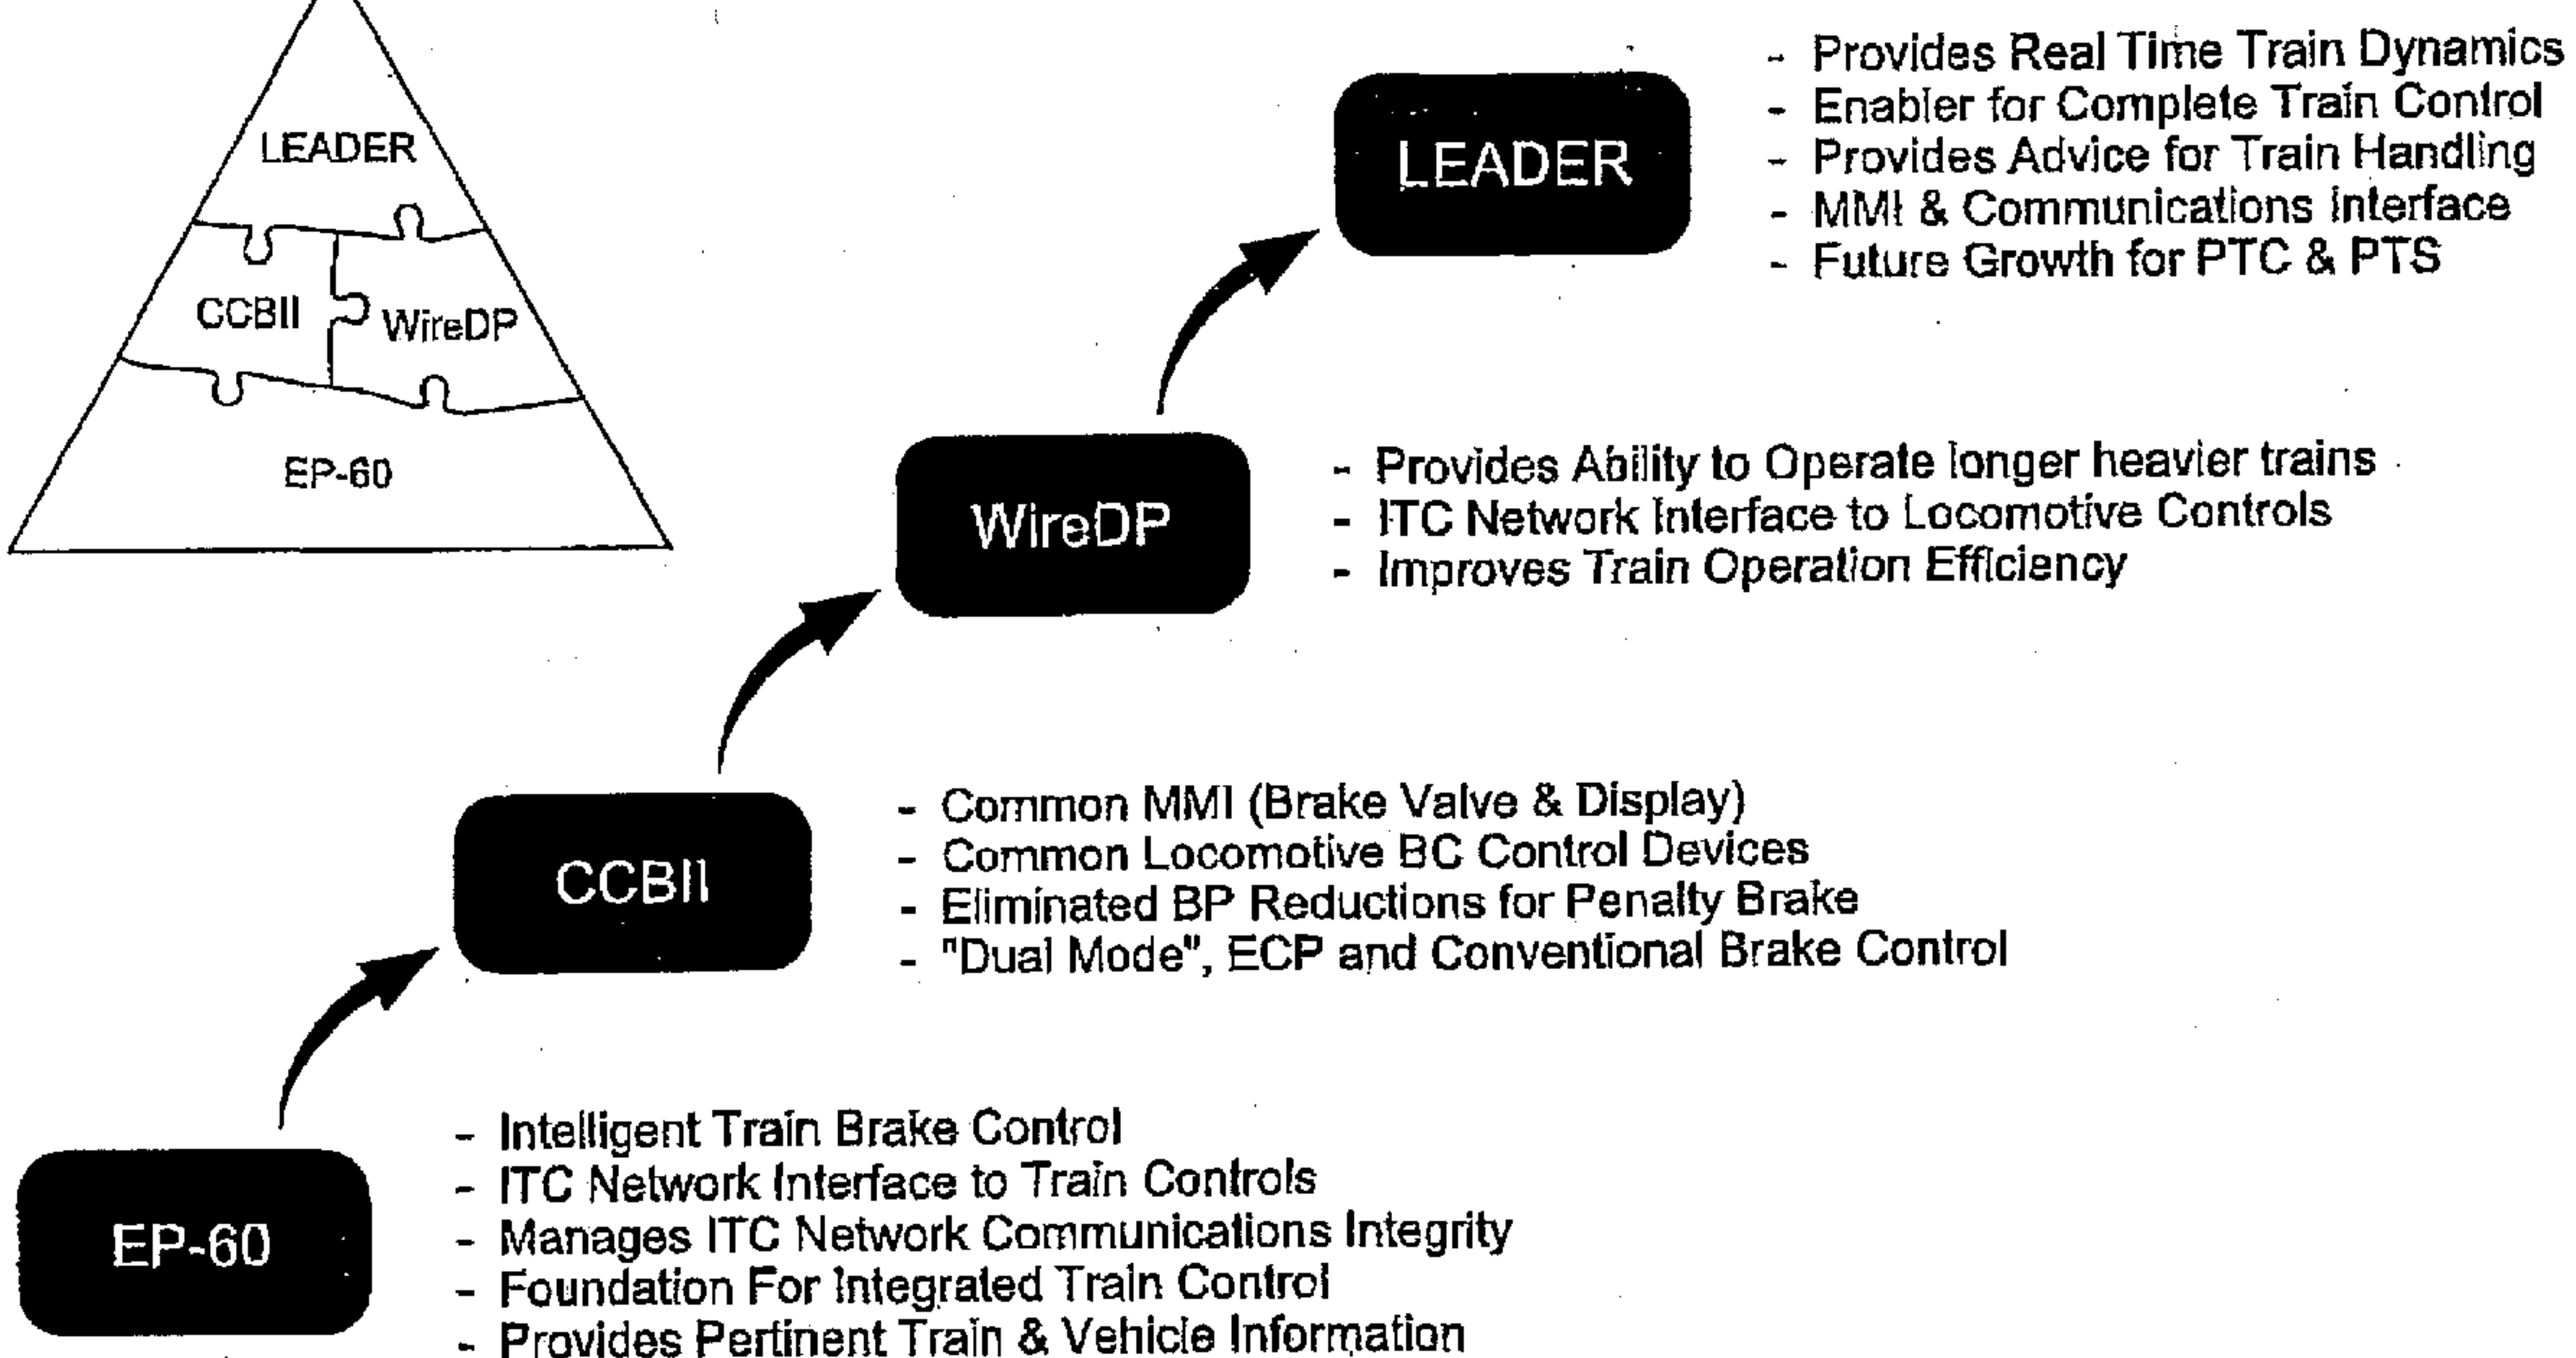 LEADER
CCBII
WireDP
EP-60
LEADER
- Provides Real Time Train Dynamics
- Enabler for Complete Train Control
- Provides Advice for Train Handling
- MMI & Communications Interface
- Future Growth for PTC & PTS
WireDP
- Provides Ability to Operate longer heavier trains
- ITC Network Interface to Locomotive Controls
- Improves Train Operation Efficiency
CCBII
- Common MMI (Brake Valve & Display)
- Common Locomotive BC Control Devices
- Eliminated BP Reductions for Penalty Brake
- "Dual Mode", ECP and Conventional Brake Control
EP-60
- Intelligent Train Brake Control
- ITC Network Interface to Train Controls
- Manages ITC Network Communications Integrity
- Foundation For Integrated Train Control
- Provides Pertinent Train & Vehicle Information